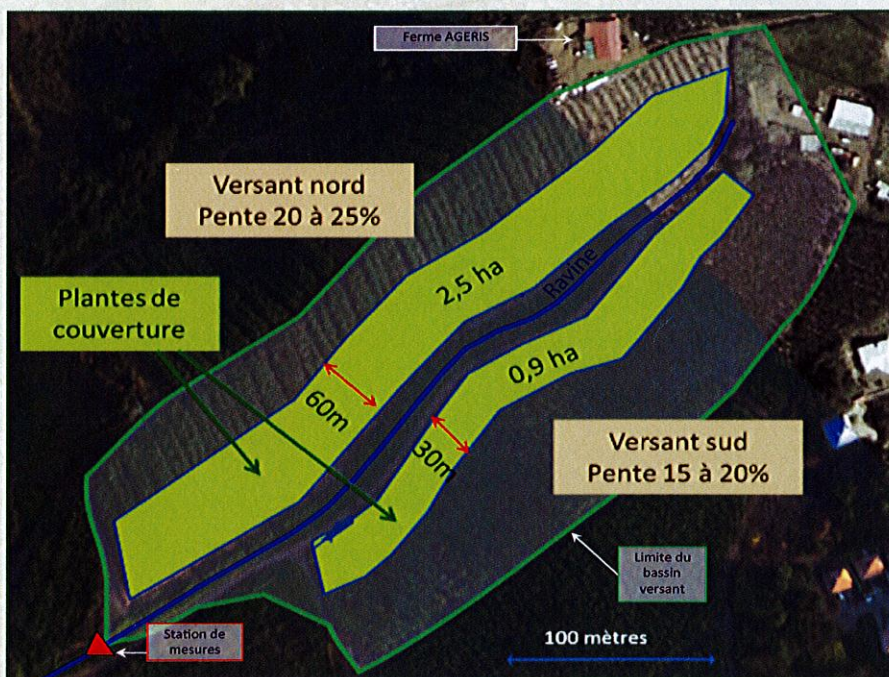 Ferme AGERIS
Versant nord
Pente 20 à 25%
Plantes de
couverture
2,5 ha
Ravine
0,9 ha
60m
30m
Versant sud
Pente 15 à 20%
Limite du
bassin
versant
Station de
mesures
100 mètres